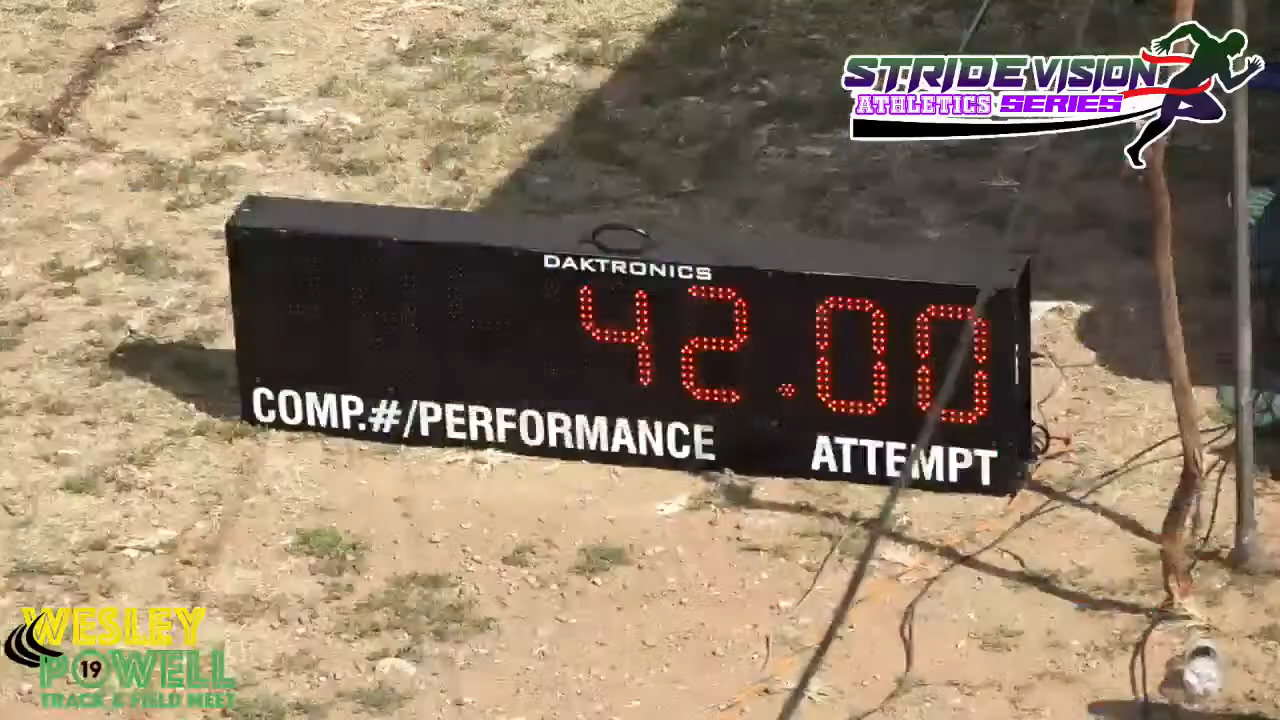 STRIDEVISION
ATHLETICS SERIES
DAKTRONICS
42.00
COMP.#/PERFORMANCE
ATTEMPT
WESLEY
POWELL
19
TRACK & FIELD MEET